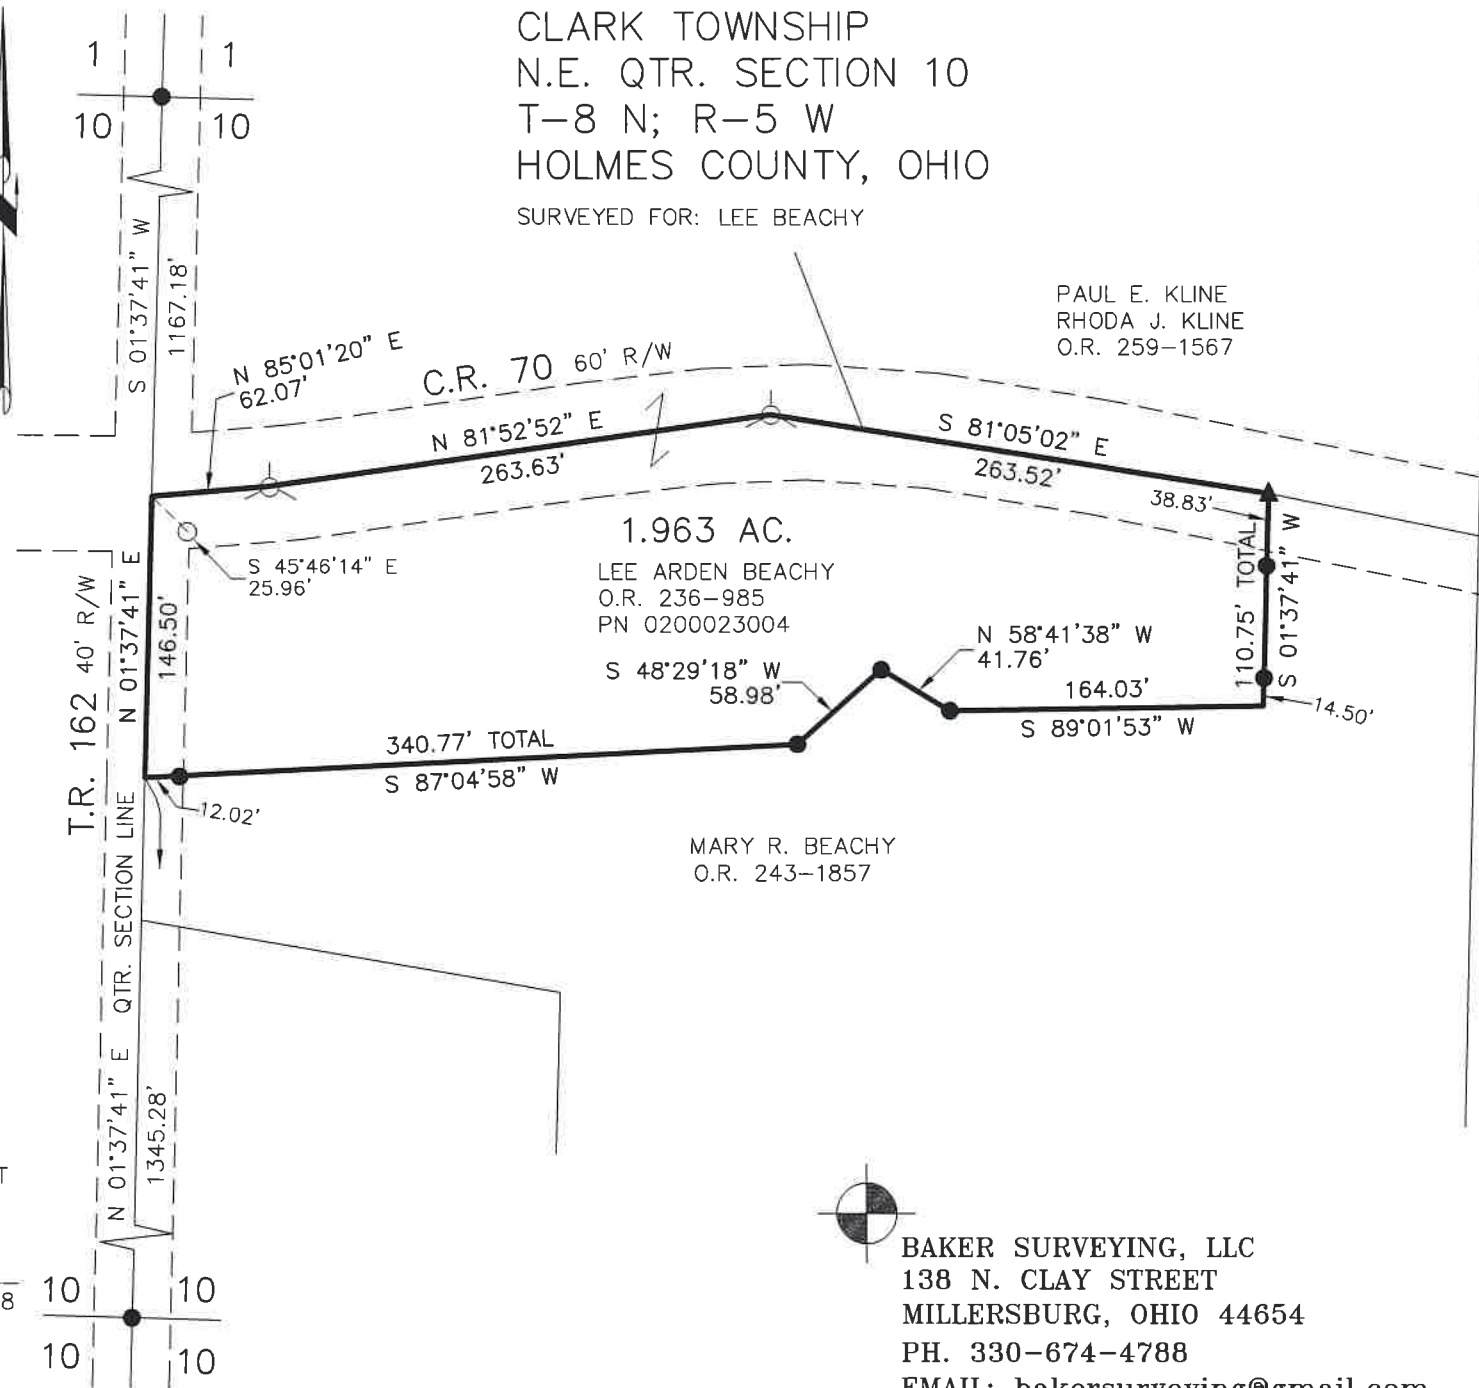 CLARK TOWNSHIP
N.E. QTR. SECTION 10
T-8 N; R-5 W
HOLMES COUNTY, OHIO
SURVEYED FOR: LEE BEACHY
1 1
10 10
S 01°37'41" W
1167.18'
PAUL E. KLINE
RHODA J. KLINE
O.R. 259-1567
N 85°01'20" E
62.07'
C.R. 70 60' R/W
N 81°52'52" E
263.63'
S 81°05'02" E
263.52'
38.83'
S 45°46'14" E
25.96'
1.963 AC.
LEE ARDEN BEACHY
O.R. 236-985
PN 0200023004
110.75' TOTAL
S 01°37'41" W
T.R. 162 40' R/W
N 01°37'41" E
146.50'
S 48°29'18" W
58.98'
N 58°41'38" W
41.76'
164.03'
S 89°01'53" W
14.50'
340.77' TOTAL
S 87°04'58" W
12.02'
MARY R. BEACHY
O.R. 243-1857
N 01°37'41" E QTR. SECTION LINE
1345.28'
T
8
10 10
10 10
BAKER SURVEYING, LLC
138 N. CLAY STREET
MILLERSBURG, OHIO 44654
PH. 330-674-4788
EMAIL: bakersurveying@gmail.com